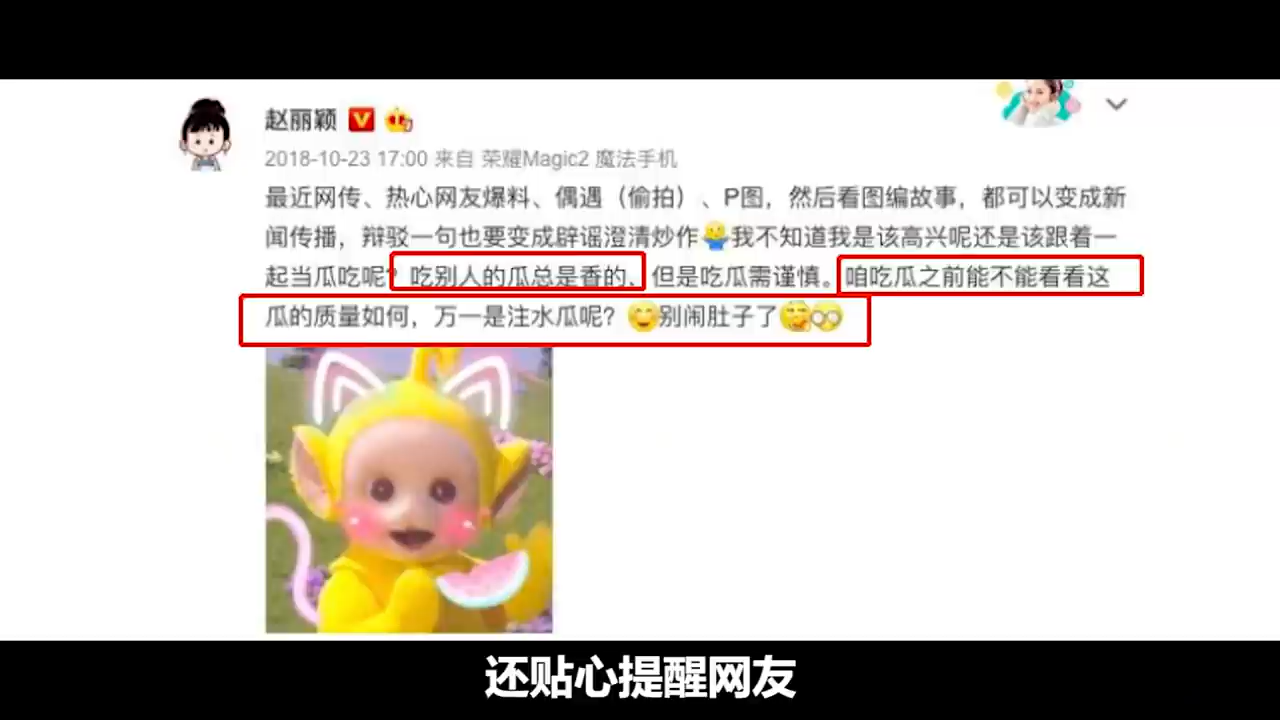 赵丽颖
2018-10-23 17:00 来自 荣耀Magic2 魔法手机
最近网传、热心网友爆料、偶遇（偷拍）、P图，然后看图编故事，都可以变成新
闻传播，辩驳一句也要变成辟谣澄清炒作 我不知道我是该高兴呢还是该跟着一
起当瓜吃呢？吃别人的瓜总是香的、但是吃瓜需谨慎。咱吃瓜之前能不能看看这
瓜的质量如何，万一是注水瓜呢？别闹肚子了
还贴心提醒网友